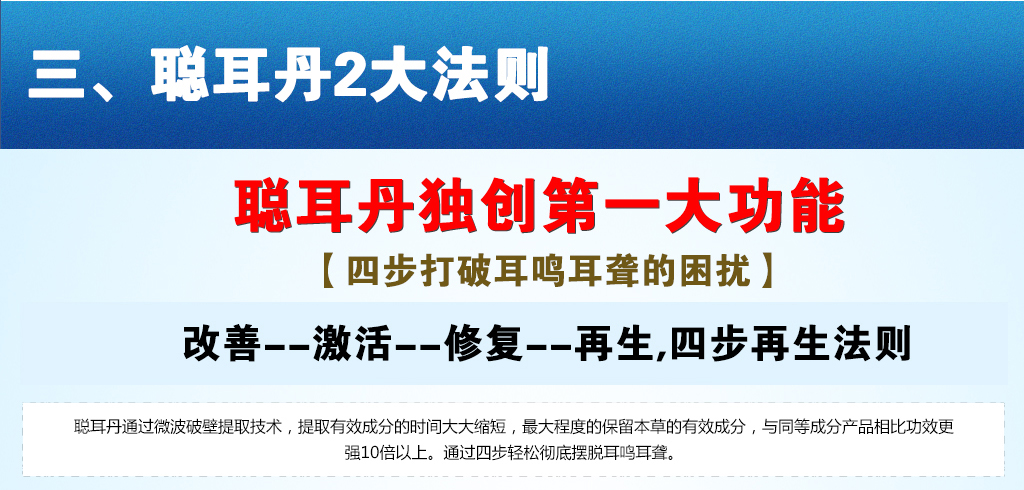 三、聪耳丹2大法则
聪耳丹独创第一大功能
【四步打破耳鸣耳聋的困扰】
改善--激活--修复--再生,四步再生法则
聪耳丹通过微波破壁提取技术，提取有效成分的时间大大缩短，最大程度的保留本草的有效成分，与同等成分产品相比功效更
强10倍以上。通过四步轻松彻底摆脱耳鸣耳聋。